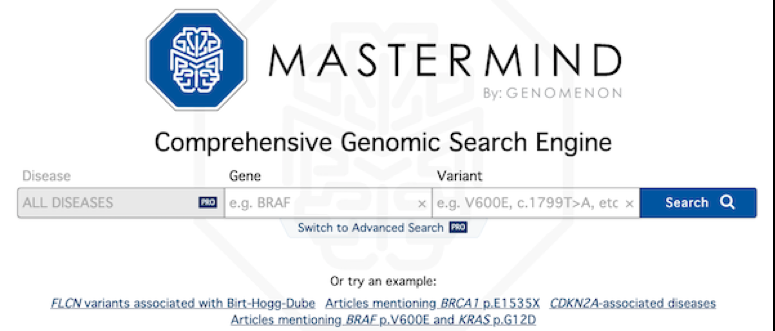 MASTERMIND
By: GENOMENON
Comprehensive Genomic Search Engine
Disease Gene Variant
ALL DISEASES PRO e.g. BRAF × e.g. V600E, c.1799T>A, etc × Search
Switch to Advanced Search PRO
Or try an example:
FLCN variants associated with Birt-Hogg-Dube Articles mentioning BRCA1 p.E1535X CDKN2A-associated diseases
Articles mentioning BRAF p.V600E and KRAS p.G12D